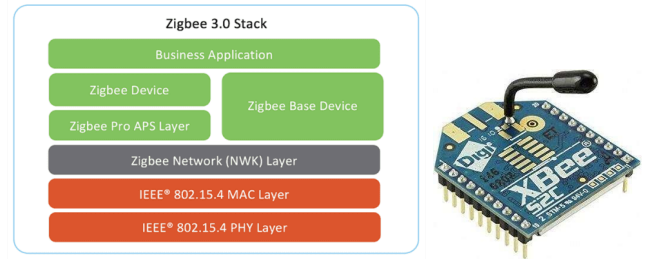 Zigbee 3.0 Stack
Business Application
Zigbee Device
Zigbee Base Device
Zigbee Pro APS Layer
Zigbee Network (NWK) Layer
IEEE® 802.15.4 MAC Layer
IEEE® 802.15.4 PHY Layer
Digi
XBee®
S2C